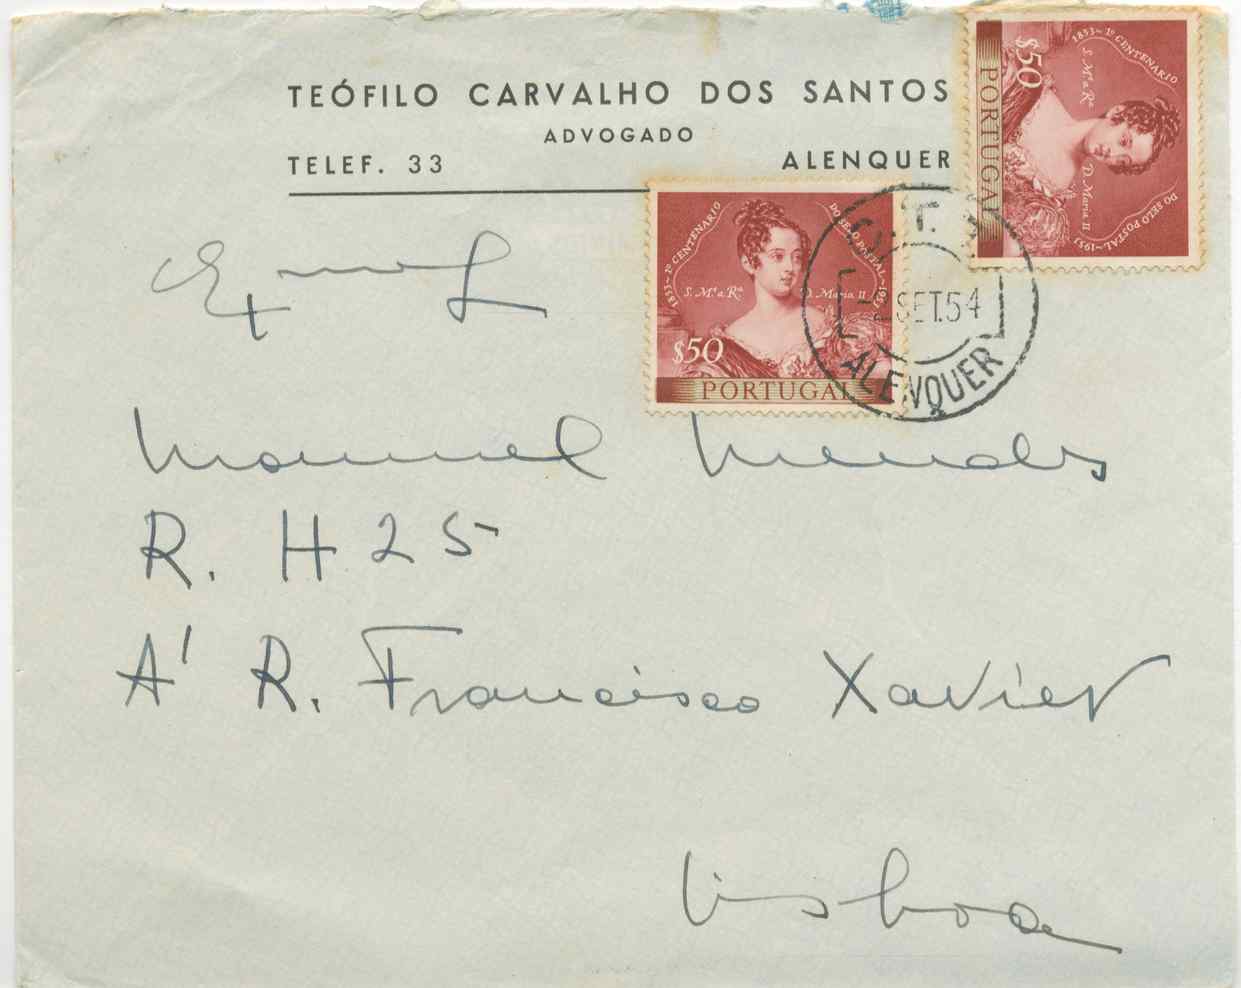 TEÓFILO CARVALHO DOS SANTOS
ADVOGADO
TELEF. 33
ALENQUER
1853 ~ 1º CENTENARIO
DO SELO POSTAL ~ 1953
S. Mª a Rª
D. Maria II
$50
PORTUGAL
1853 ~ 1º CENTENARIO
DO SELO POSTAL ~ 1953
S. Mª a Rª D. Maria II
$50
PORTUGAL
SET.54
ALENQUER
Manuel Mendes
R. H 25
A' R. Francisco Xavier
Lisboa